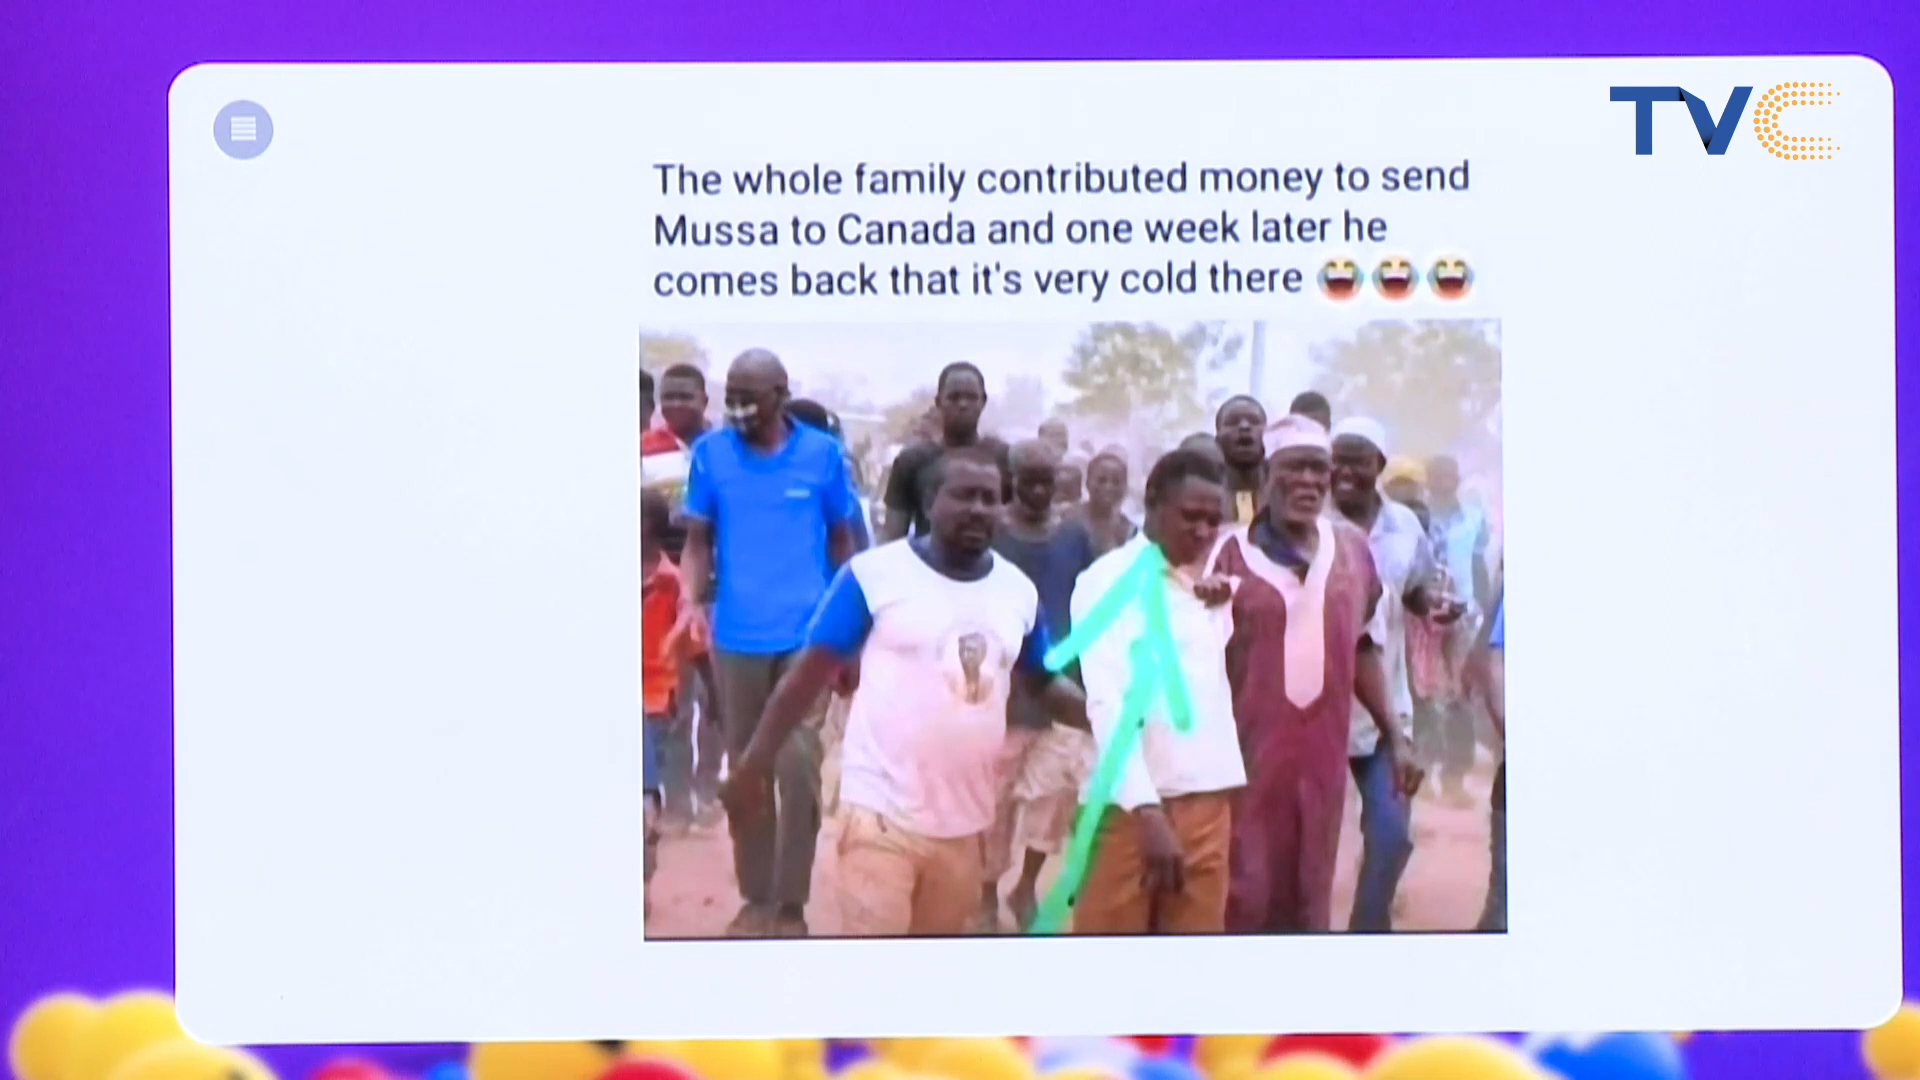 TVC
The whole family contributed money to send
Mussa to Canada and one week later he
comes back that it's very cold there 😂😂😂